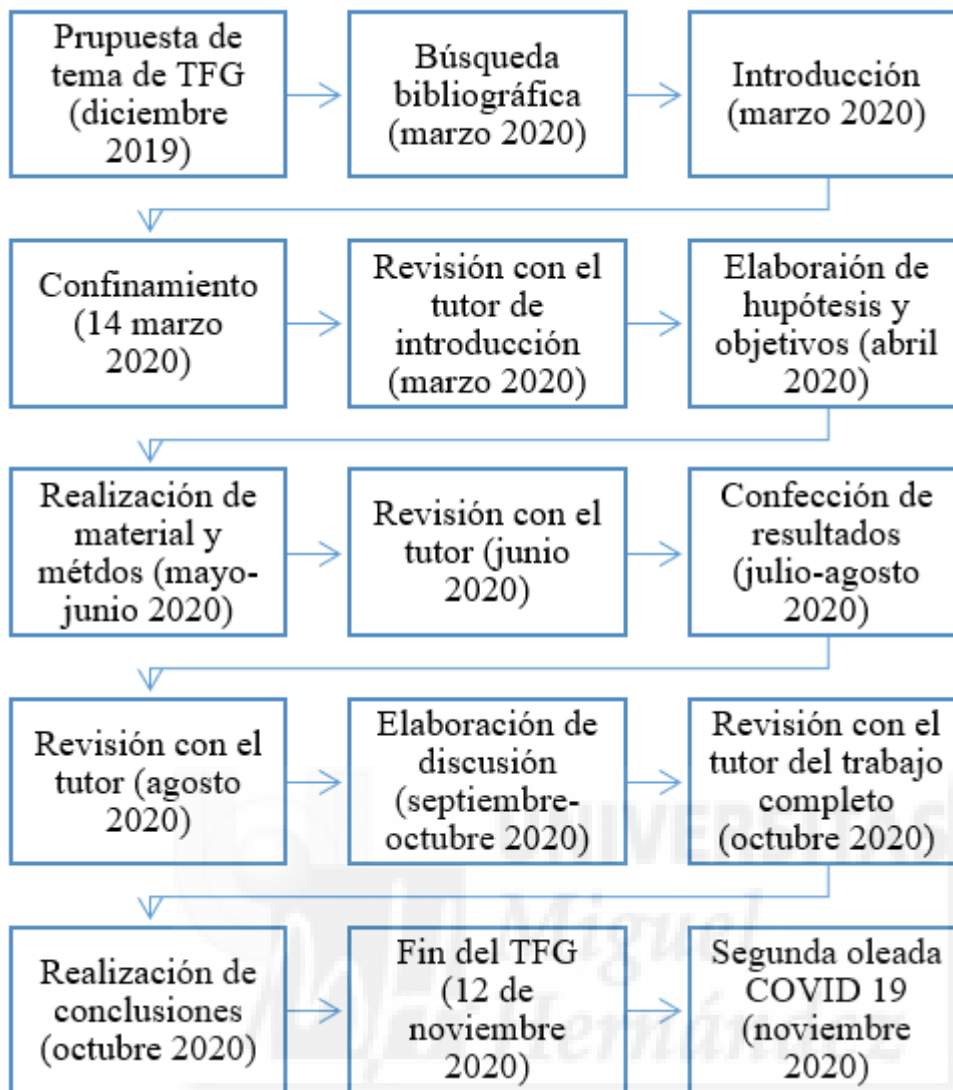 Prupuesta de
tema de TFG
(diciembre
2019)
Búsqueda
bibliográfica
(marzo 2020)
Introducción
(marzo 2020)
Confinamiento
(14 marzo
2020)
Revisión con el
tutor de
introducción
(marzo 2020)
Elaboraión de
hupótesis y
objetivos (abril
2020)
Realización de
material y
métdos (mayo-
junio 2020)
Revisión con el
tutor (junio
2020)
Confección de
resultados
(julio-agosto
2020)
Revisión con el
tutor (agosto
2020)
Elaboración de
discusión
(septiembre-
octubre 2020)
Revisión con el
tutor del trabajo
completo
(octubre 2020)
Realización de
conclusiones
(octubre 2020)
Fin del TFG
(12 de
noviembre
2020)
Segunda oleada
COVID 19
(noviembre
2020)
UNIVERSITAS
Miguel
Hernández